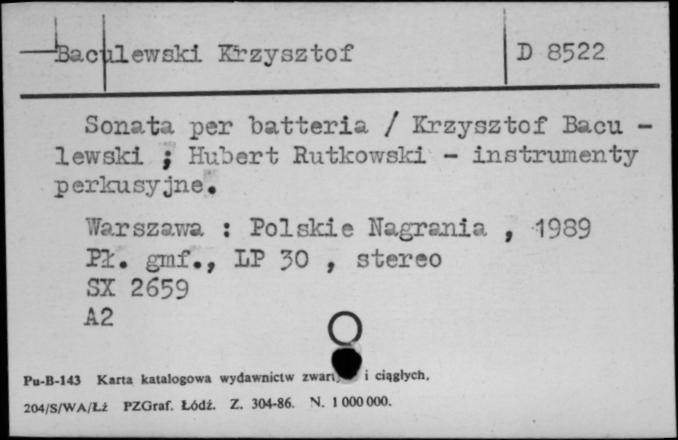 Baculewski Krzysztof D 8522
Sonata per batteria / Krzysztof Bacu -
lewski ; Hubert Rutkowski - instrumenty
perkusyjne.
Warszawa : Polskie Nagrania , 1989
Pł. gmf., LP 30 , stereo
SX 2659
A2
Pu-B-143 Karta katalogowa wydawnictw i ciągłych,
204/S/WA/Łż PZGraf. Łódź. Z. 304-86. N. 1 000 000.